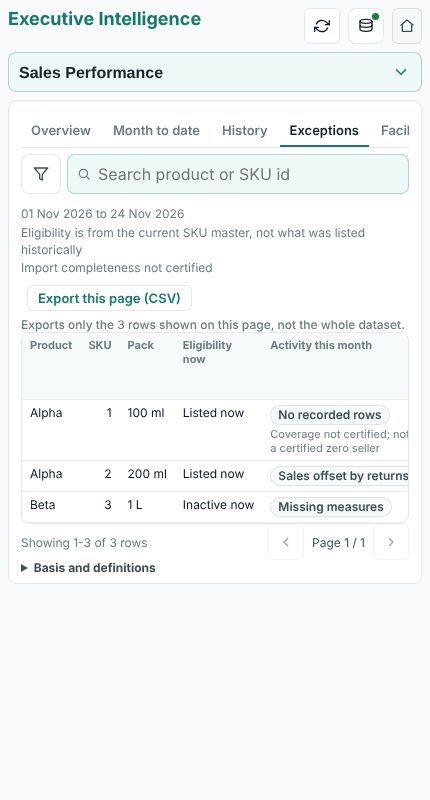 Executive Intelligence
Sales Performance
Overview Month to date History Exceptions Facil
Search product or SKU id
01 Nov 2026 to 24 Nov 2026
Eligibility is from the current SKU master, not what was listed
historically
Import completeness not certified
Export this page (CSV)
Exports only the 3 rows shown on this page, not the whole dataset.
Product SKU Pack Eligibility now Activity this month
Alpha 1 100 ml Listed now No recorded rows
Coverage not certified; not
a certified zero seller
Alpha 2 200 ml Listed now Sales offset by returns
Beta 3 1 L Inactive now Missing measures
Showing 1-3 of 3 rows Page 1 / 1
Basis and definitions